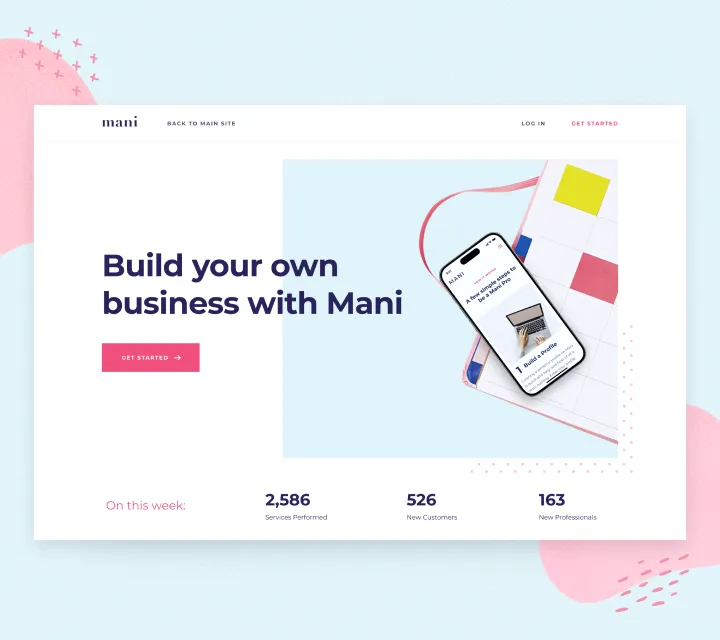 mani
BACK TO MAIN SITE
LOG IN
GET STARTED
Build your own
business with Mani
GET STARTED
MANI
A few simple steps to
be a Mani Pro
1 Build a Profile
On this week:
2,586
Services Performed
526
New Customers
163
New Professionals